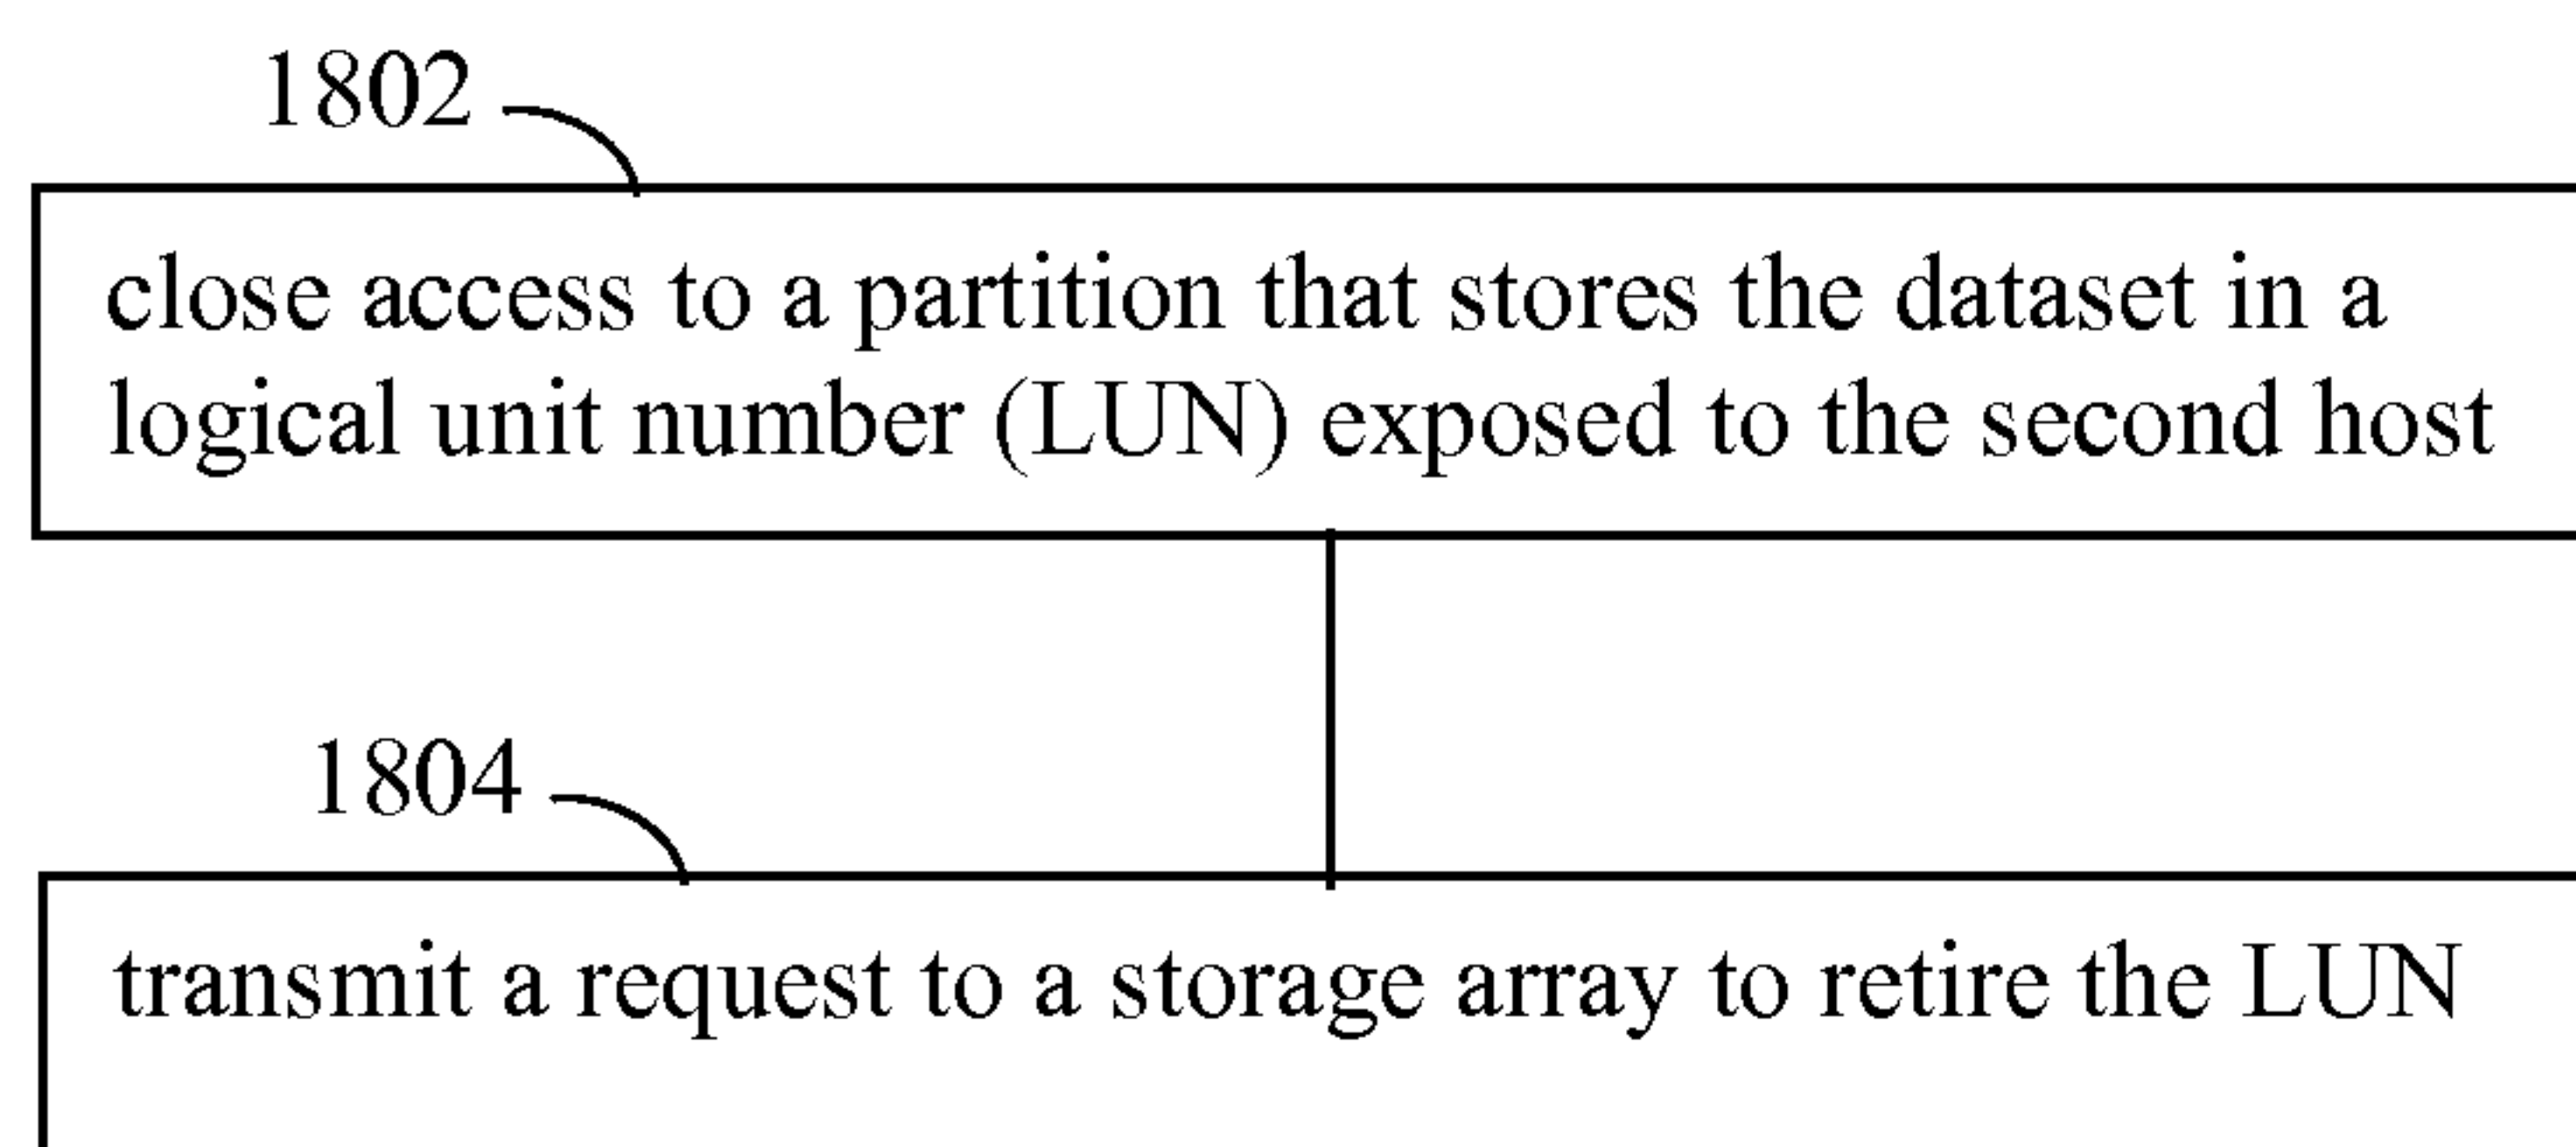 1802
close access to a partition that stores the dataset in a
logical unit number (LUN) exposed to the second host
1804
transmit a request to a storage array to retire the LUN